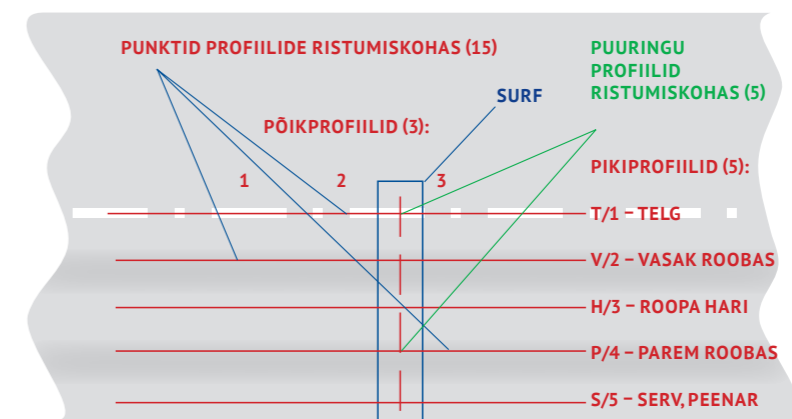 PUNKTID PROFIILIDE RISTUMISKOHAS (15)
PUURINGU
PROFIILID
RISTUMISKOHAS (5)
SURF
PÕIKPROFIILID (3):
PIKIPROFIILID (5):
1
2
3
T/1 – TELG
V/2 – VASAK ROOBAS
H/3 – ROOPA HARI
P/4 – PAREM ROOBAS
S/5 – SERV, PEENAR